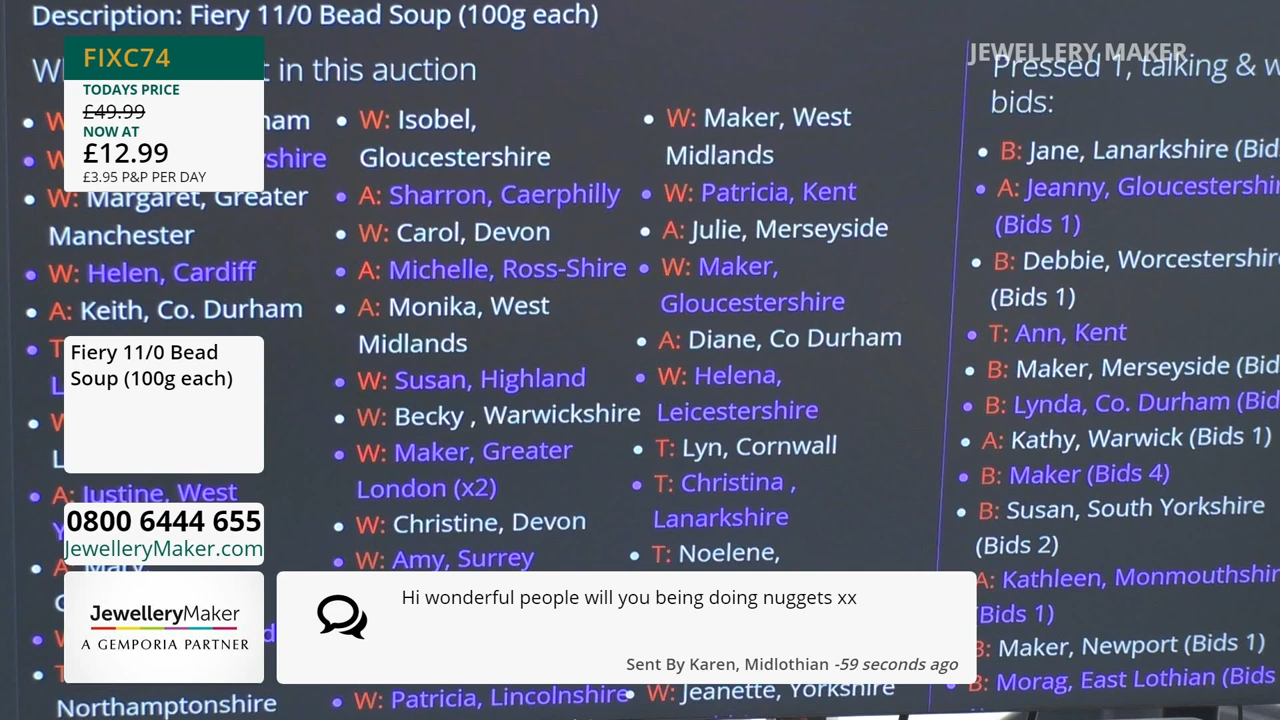 Description: Fiery 11/0 Bead Soup (100g each)
in this auction
JEWELLERY MAKER
Pressed 1, talking &
bids:
FIXC74
TODAYS PRICE
£49.99
NOW AT
£12.99
£3.95 P&P PER DAY
W: Margaret, Greater
Manchester
W: Helen, Cardiff
A: Keith, Co. Durham
Fiery 11/0 Bead
Soup (100g each)
A: Justine, West
0800 6444 655
JewelleryMaker.com
A: Mary,
JewelleryMaker
A GEMPORIA PARTNER
Northamptonshire
W: Isobel,
Gloucestershire
A: Sharron, Caerphilly
W: Carol, Devon
A: Michelle, Ross-Shire
A: Monika, West
Midlands
W: Susan, Highland
W: Becky , Warwickshire
W: Maker, Greater
London (x2)
W: Christine, Devon
W: Amy, Surrey
W: Patricia, Lincolnshire
W: Maker, West
Midlands
W: Patricia, Kent
A: Julie, Merseyside
W: Maker,
Gloucestershire
A: Diane, Co Durham
W: Helena,
Leicestershire
T: Lyn, Cornwall
T: Christina ,
Lanarkshire
T: Noelene,
W: Jeanette, Yorkshire
B: Jane, Lanarkshire (Bid
A: Jeanny, Gloucestershir
(Bids 1)
B: Debbie, Worcestershire
(Bids 1)
T: Ann, Kent
B: Maker, Merseyside (Bid
B: Lynda, Co. Durham (Bid
A: Kathy, Warwick (Bids 1)
B: Maker (Bids 4)
B: Susan, South Yorkshire
(Bids 2)
A: Kathleen, Monmouthshir
(Bids 1)
B: Maker, Newport (Bids 1)
B: Morag, East Lothian (Bids
Hi wonderful people will you being doing nuggets xx
Sent By Karen, Midlothian -59 seconds ago